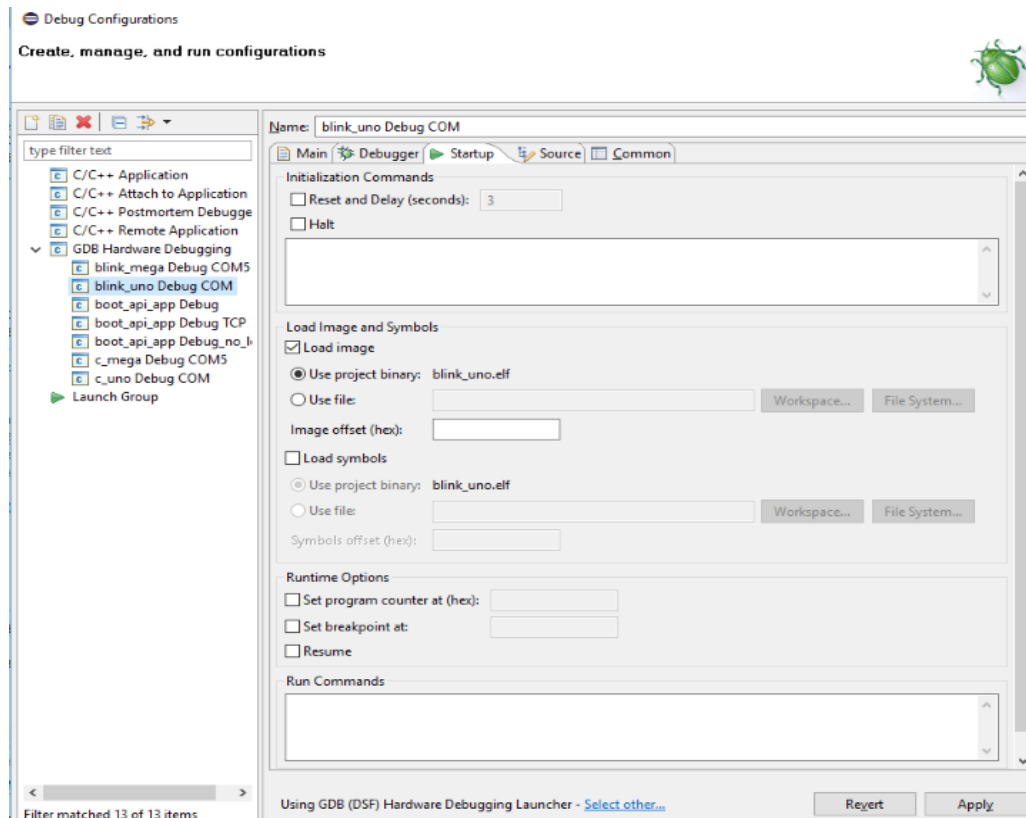 Debug Configurations
Create, manage, and run configurations
type filter text
C/C++ Application
C/C++ Attach to Application
C/C++ Postmortem Debugge
C/C++ Remote Application
GDB Hardware Debugging
blink_mega Debug COM5
blink_uno Debug COM
boot_api_app Debug
boot_api_app Debug TCP
boot_api_app Debug_no_l
c_mega Debug COM5
c_uno Debug COM
Launch Group
Filter matched 13 of 13 items
Name: blink_uno Debug COM
Main Debugger Startup Source Common
Initialization Commands
Reset and Delay (seconds): 3
Halt
Load Image and Symbols
Load image
Use project binary: blink_uno.elf
Use file: Workspace... File System...
Image offset (hex):
Load symbols
Use project binary: blink_uno.elf
Use file: Workspace... File System...
Symbols offset (hex):
Runtime Options
Set program counter at (hex):
Set breakpoint at:
Resume
Run Commands
Using GDB (DSF) Hardware Debugging Launcher - Select other...
Revert Apply